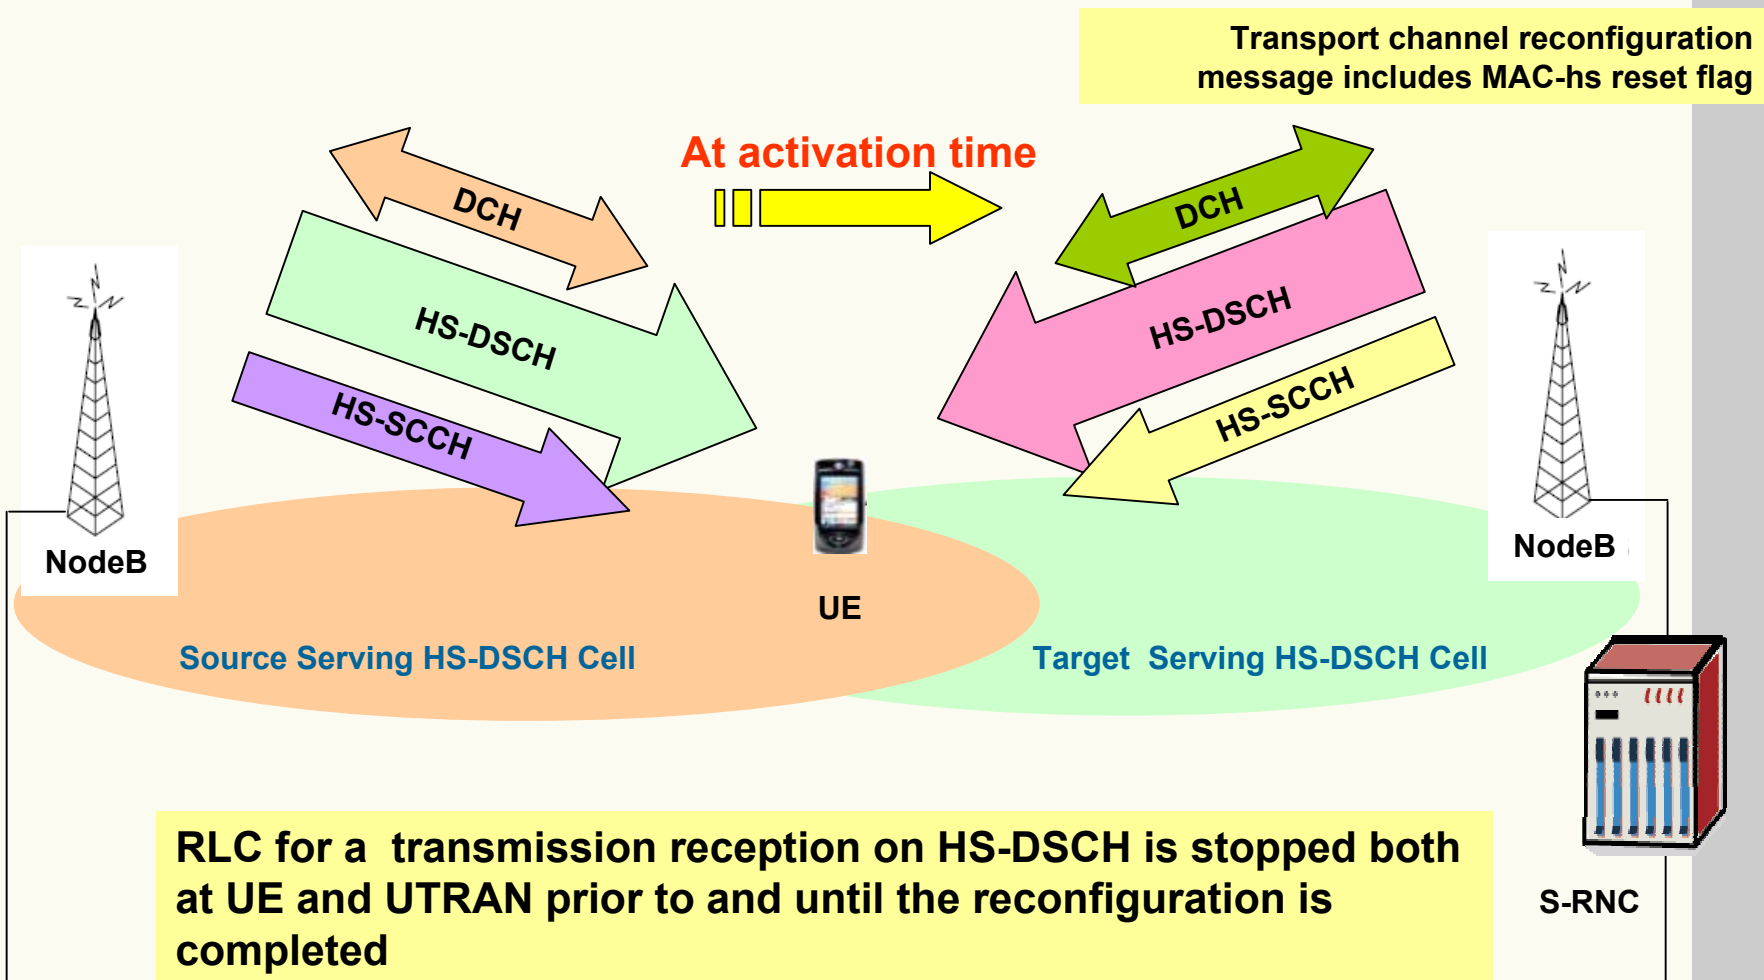 Transport channel reconfiguration
message includes MAC-hs reset flag
At activation time
DCH
DCH
HS-DSCH
HS-DSCH
HS-SCCH
HS-SCCH
NodeB
NodeB
UE
Source Serving HS-DSCH Cell
Target Serving HS-DSCH Cell
RLC for a transmission reception on HS-DSCH is stopped both
at UE and UTRAN prior to and until the reconfiguration is
completed
S-RNC